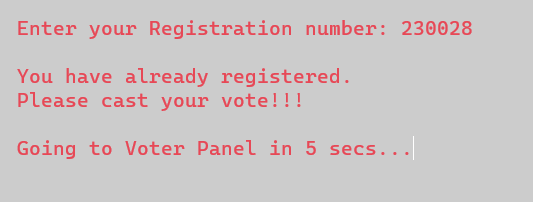 Enter your Registration number: 230028
You have already registered.
Please cast your vote!!!
Going to Voter Panel in 5 secs...